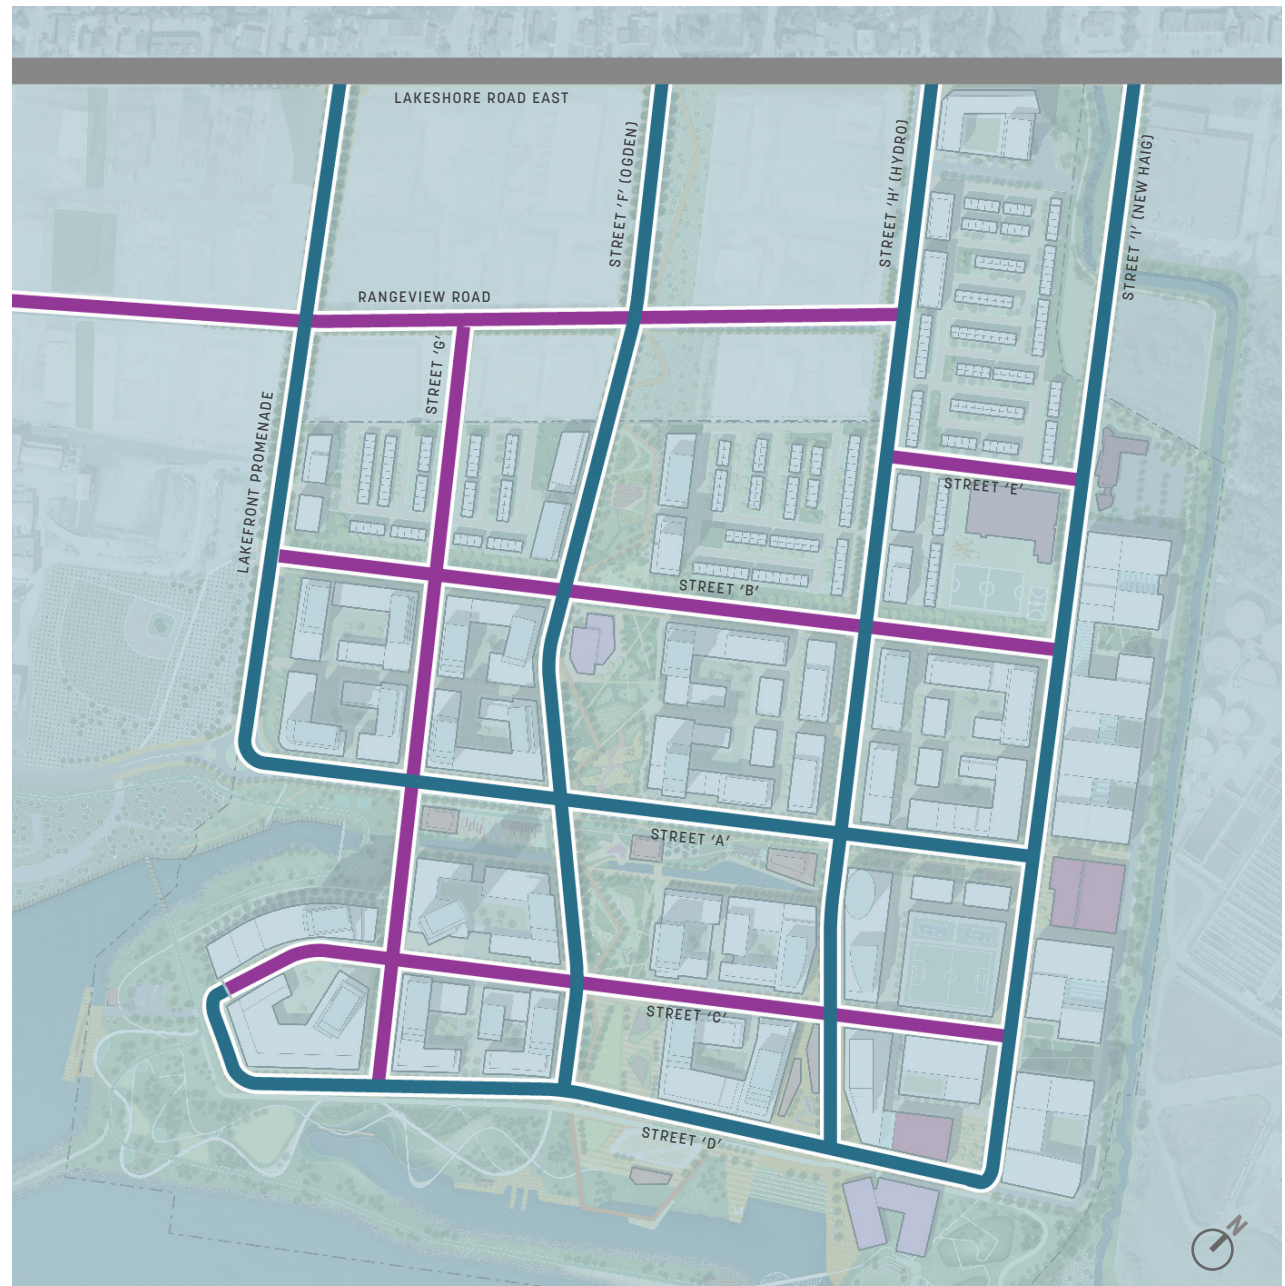 LAKESHORE ROAD EAST
STREET ‘F’ (OGDEN)
STREET ‘H’ (HYDRO)
STREET ‘I’ (NEW HAIG)
RANGEVIEW ROAD
STREET ‘G’
LAKEFRONT PROMENADE
STREET ‘E’
STREET ‘B’
STREET ‘A’
STREET ‘C’
STREET ‘D’
N